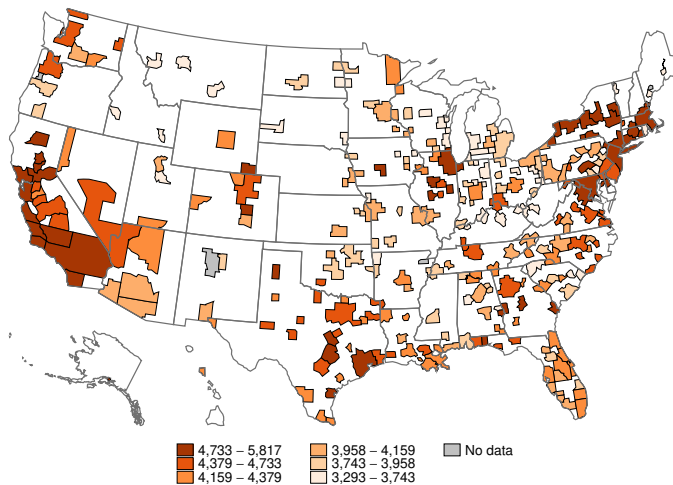 4,733 – 5,817 3,958 – 4,159 No data
4,379 – 4,733 3,743 – 3,958
4,159 – 4,379 3,293 – 3,743